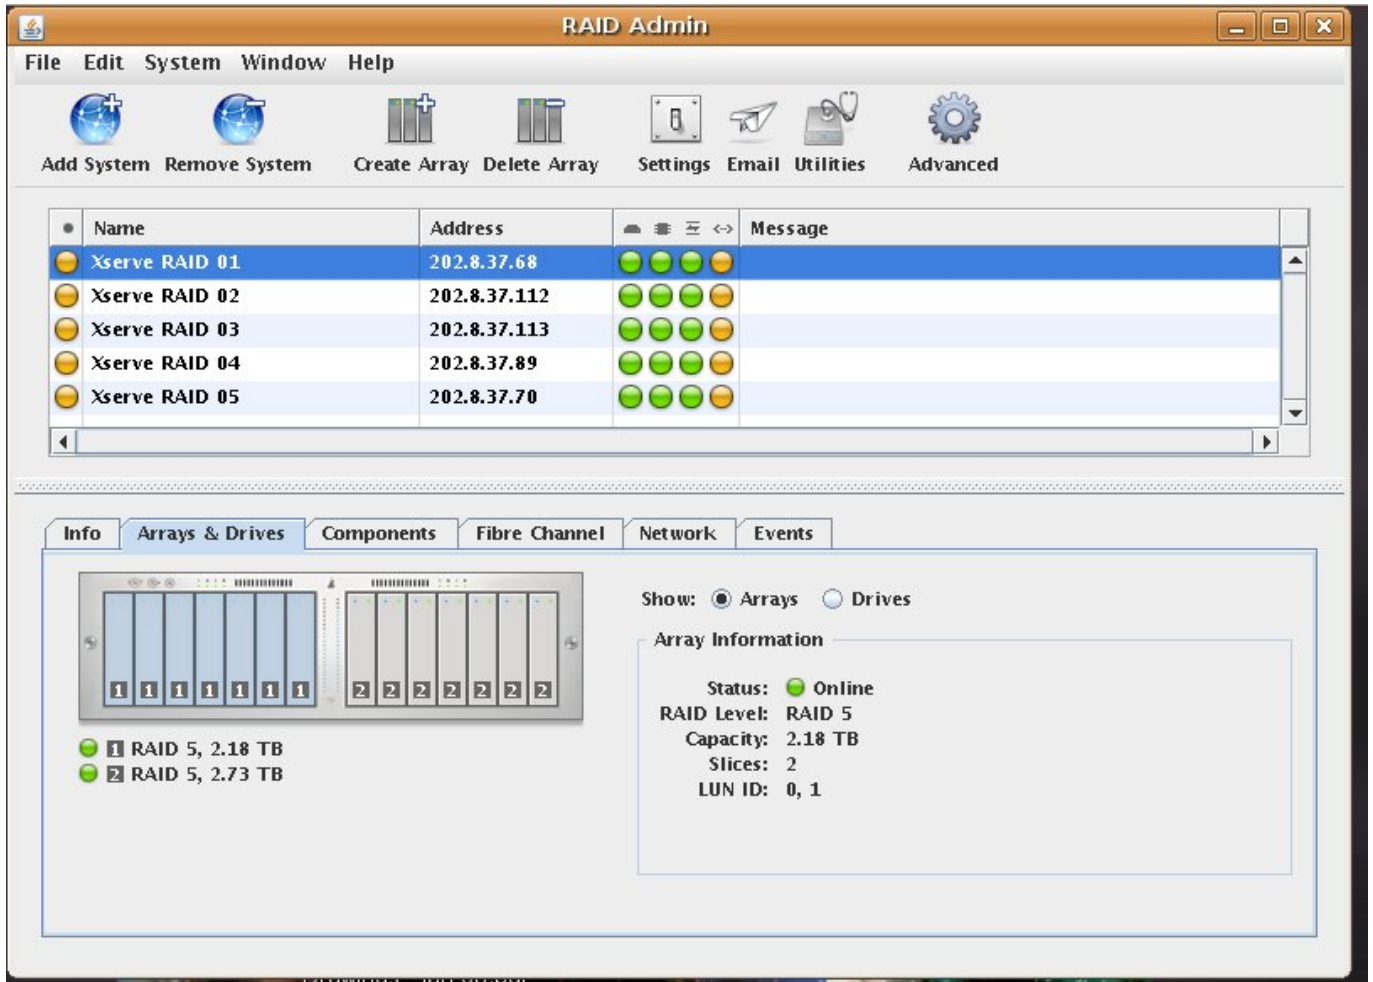 RAID Admin
File Edit System Window Help
Add System Remove System Create Array Delete Array Settings Email Utilities Advanced
Name Address Message
Xserve RAID 01 202.8.37.68
Xserve RAID 02 202.8.37.112
Xserve RAID 03 202.8.37.113
Xserve RAID 04 202.8.37.89
Xserve RAID 05 202.8.37.70
Info Arrays & Drives Components Fibre Channel Network Events
Show: Arrays Drives
Array Information
1 1 1 1 1 1 1 2 2 2 2 2 2 2
Status: Online
RAID Level: RAID 5
Capacity: 2.18 TB
Slices: 2
LUN ID: 0, 1
1 RAID 5, 2.18 TB
2 RAID 5, 2.73 TB